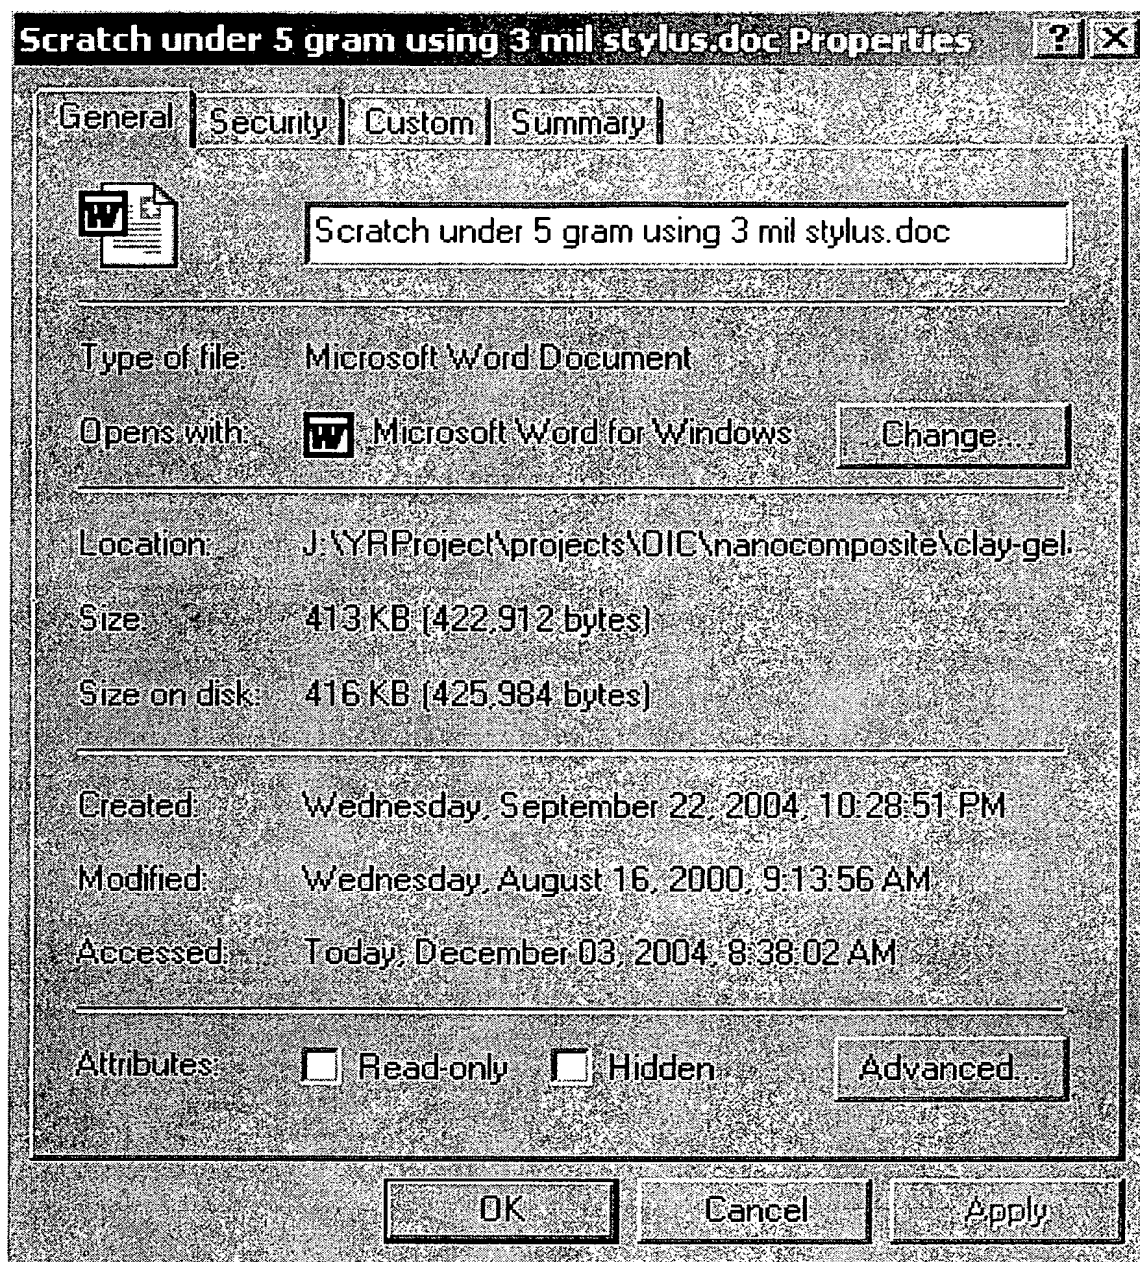 Scratch under 5 gram using 3 mil stylus.doc Properties ? X
General Security Custom Summary
W
Scratch under 5 gram using 3 mil stylus.doc
Type of file: Microsoft Word Document
Opens with: W Microsoft Word for Windows Change...
Location: J:\YRProject\projects\OIC\nanocomposite\clay-gel
Size: 413 KB (422,912 bytes)
Size on disk: 416 KB (425,984 bytes)
Created: Wednesday, September 22, 2004, 10:28:51 PM
Modified: Wednesday, August 16, 2000, 9:13:56 AM
Accessed: Today, December 03, 2004, 8:38:02 AM
Attributes: Read-only Hidden Advanced...
OK Cancel Apply